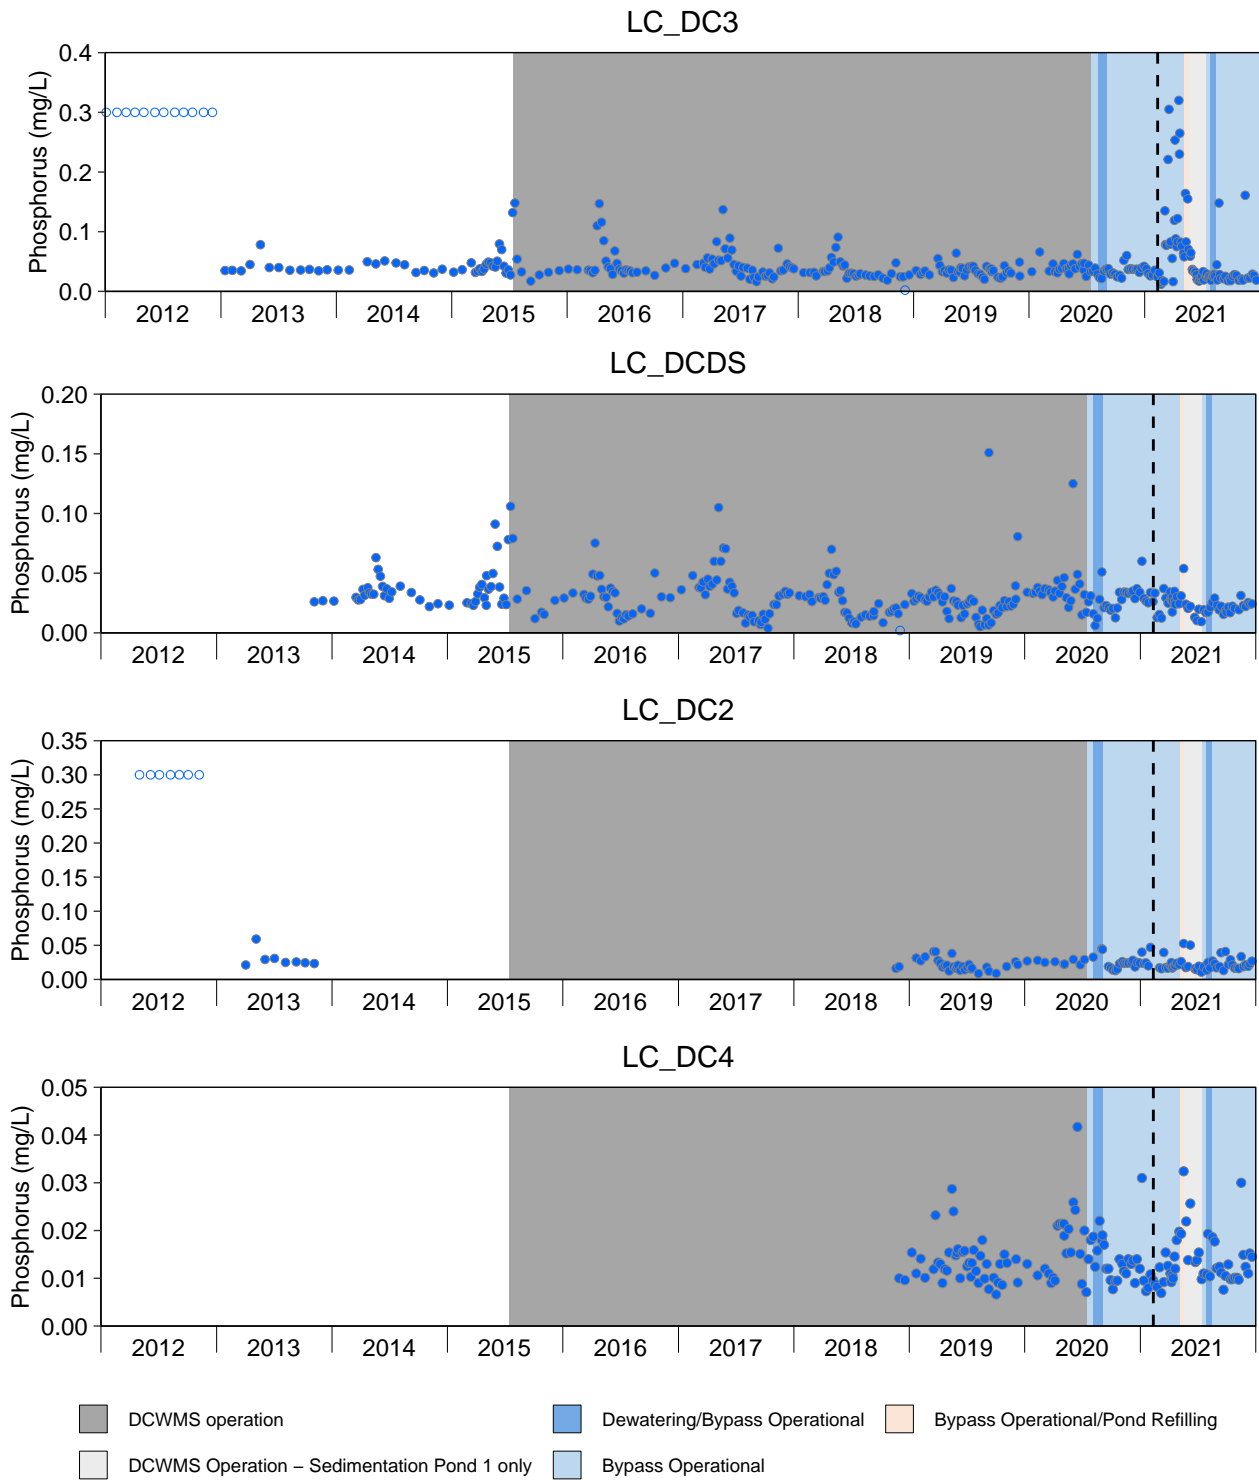 LC_DC3
Phosphorus (mg/L)
0.4
0.3
0.2
0.1
0.0
2012 2013 2014 2015 2016 2017 2018 2019 2020 2021
LC_DCDS
Phosphorus (mg/L)
0.20
0.15
0.10
0.05
0.00
2012 2013 2014 2015 2016 2017 2018 2019 2020 2021
LC_DC2
Phosphorus (mg/L)
0.35
0.30
0.25
0.20
0.15
0.10
0.05
0.00
2012 2013 2014 2015 2016 2017 2018 2019 2020 2021
LC_DC4
Phosphorus (mg/L)
0.05
0.04
0.03
0.02
0.01
0.00
2012 2013 2014 2015 2016 2017 2018 2019 2020 2021
DCWMS operation Dewatering/Bypass Operational Bypass Operational/Pond Refilling
DCWMS Operation – Sedimentation Pond 1 only Bypass Operational